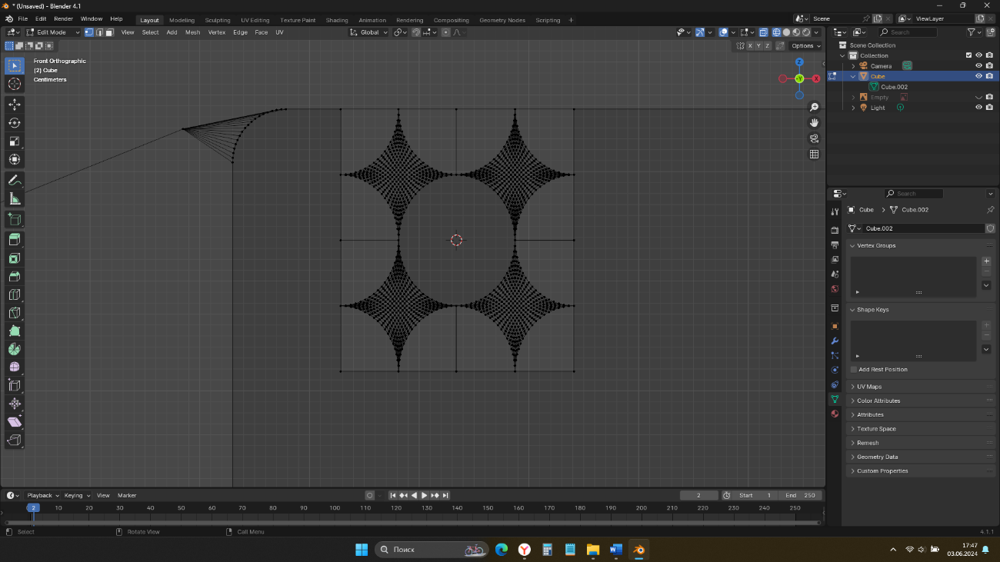 * (Unsaved) - Blender 4.1
File Edit Render Window Help Layout Modeling Sculpting UV Editing Texture Paint Shading Animation Rendering Compositing Geometry Nodes Scripting + Scene ViewLayer
Edit Mode View Select Add Mesh Vertex Edge Face UV Global Search
X Y Z Options
Front Orthographic
(2) Cube
Centimeters
Z
-Y X
Scene Collection
Collection
Camera
Cube
Cube.002
Empty
Light
Search
Cube > Cube.002
Cube.002
Vertex Groups
Shape Keys
Add Rest Position
UV Maps
Color Attributes
Attributes
Texture Space
Remesh
Geometry Data
Custom Properties
Playback Keying View Marker 2 Start 1 End 250
2 10 20 30 40 50 60 70 80 90 100 110 120 130 140 150 160 170 180 190 200 210 220 230 240 250
Select Rotate View Call Menu 4.1.1
Поиск
17:47
03.06.2024